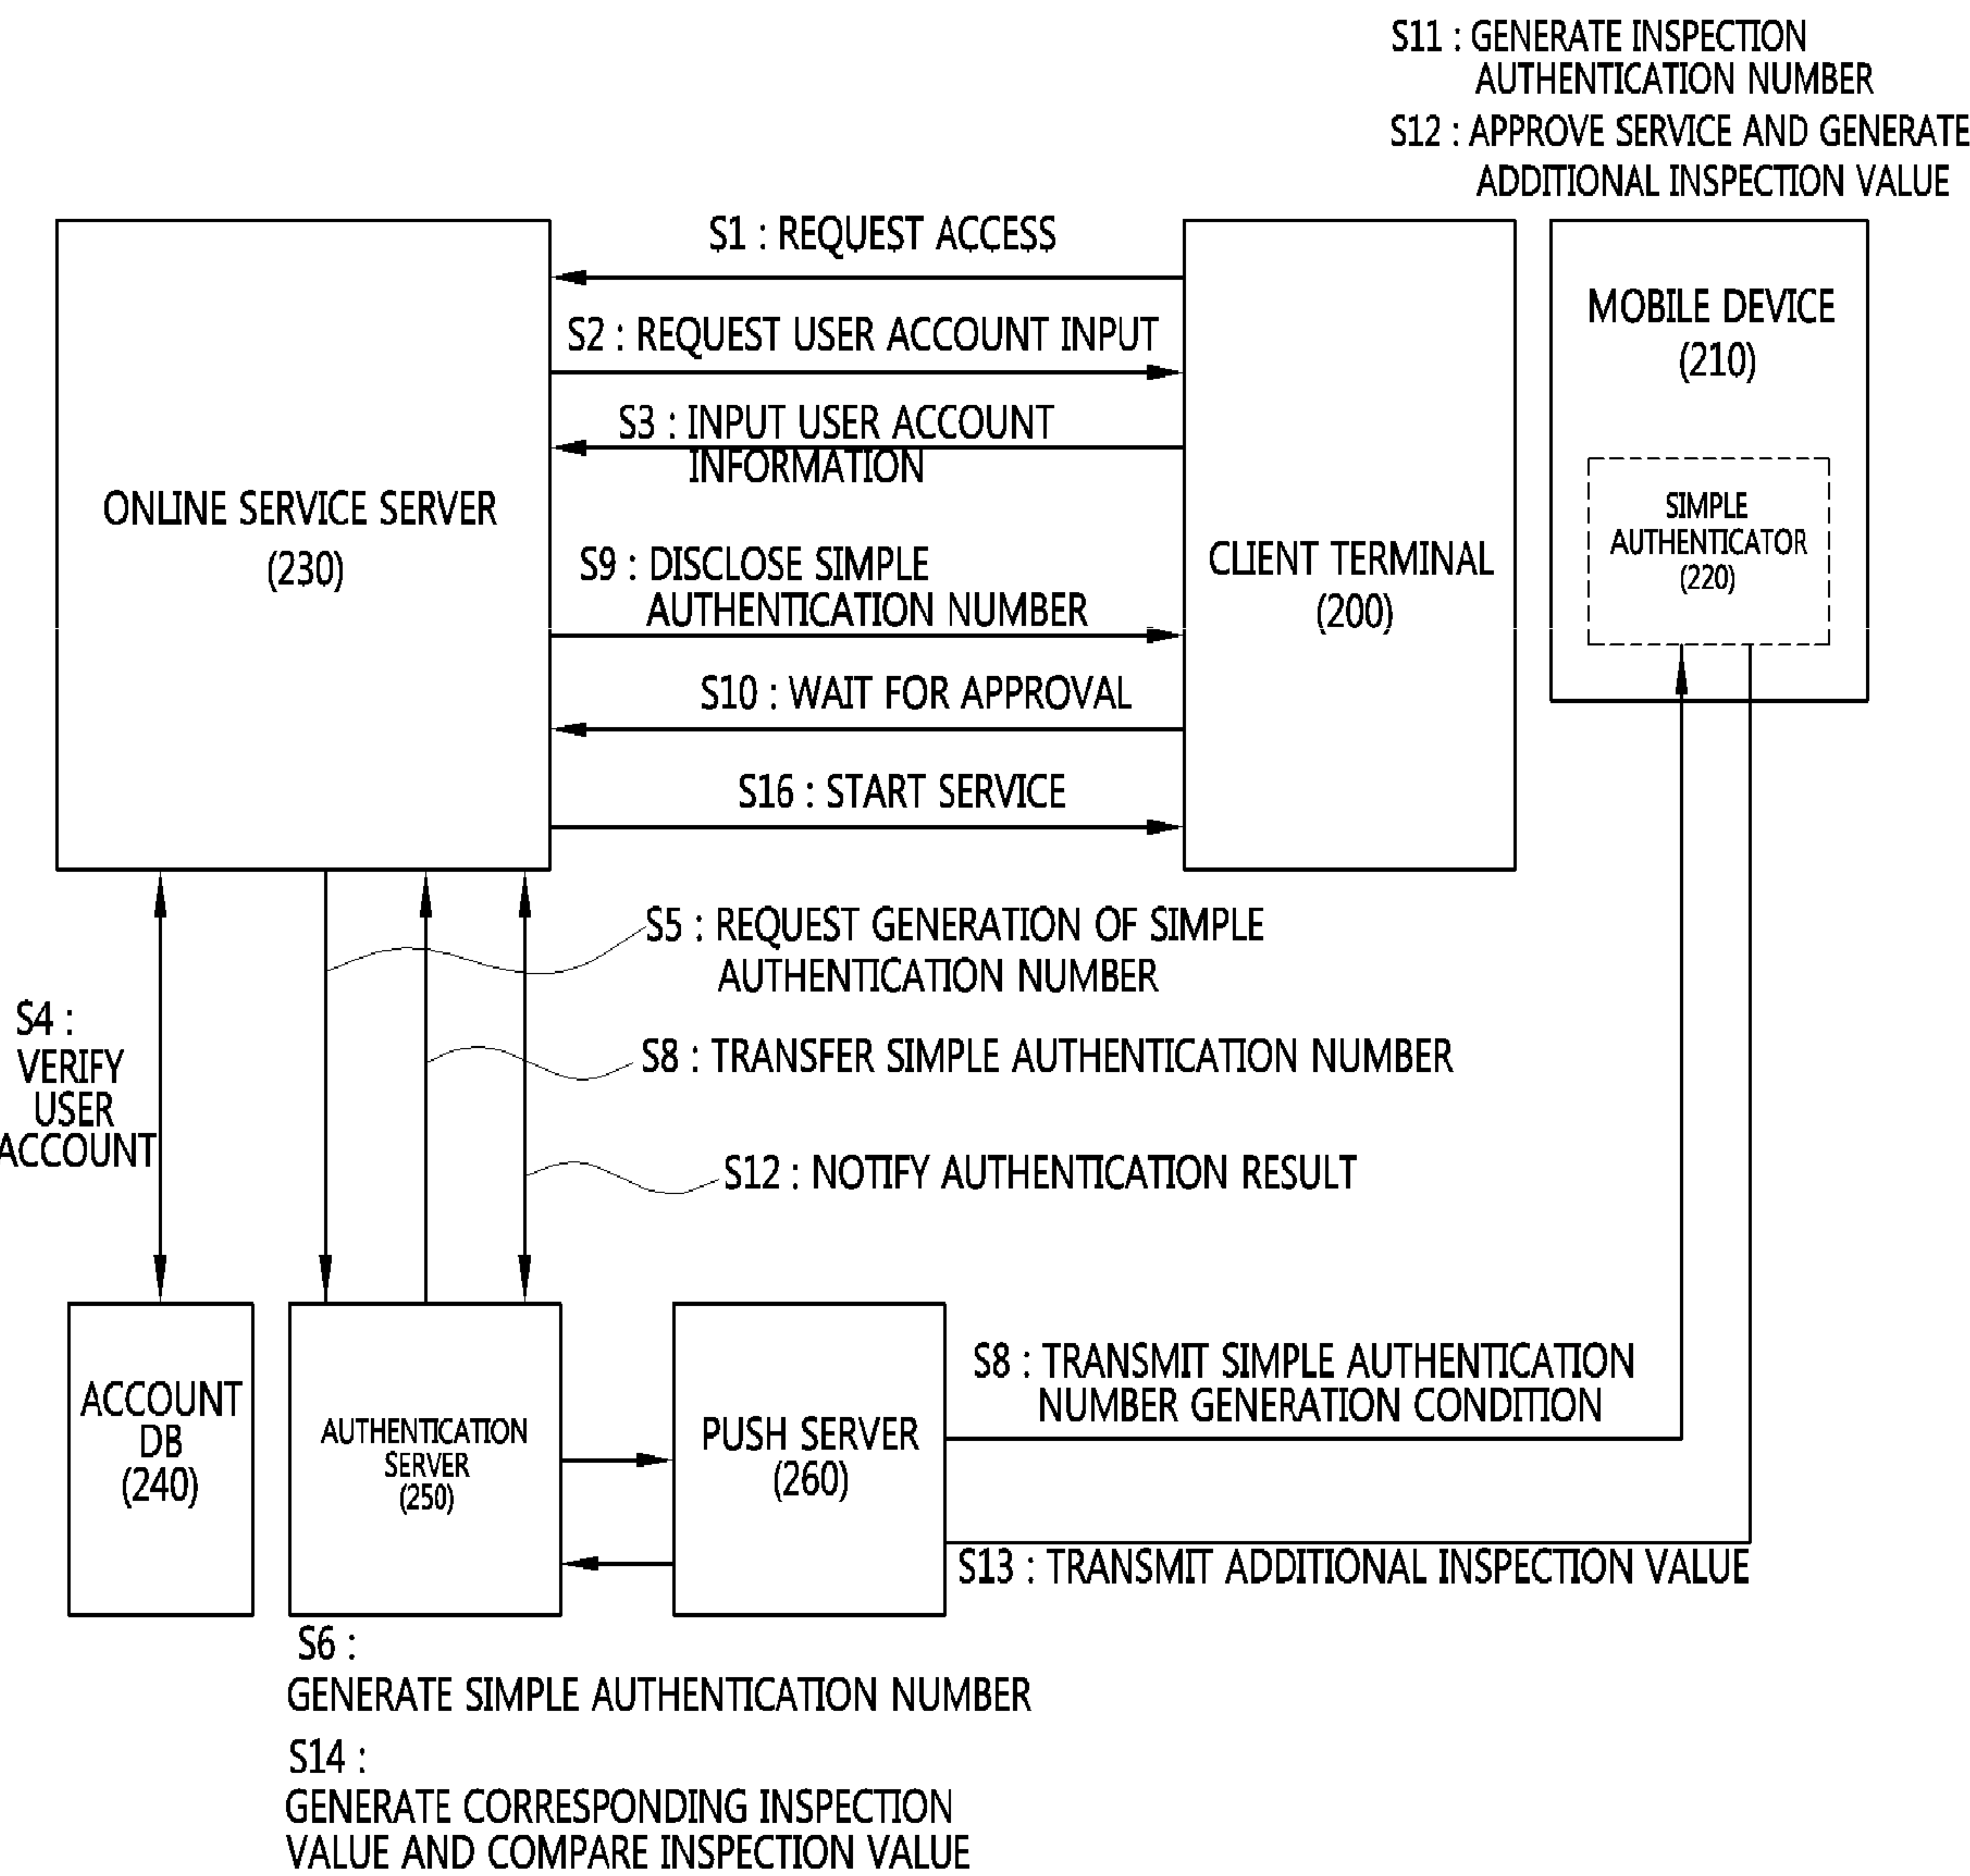 S11 : GENERATE INSPECTION
AUTHENTICATION NUMBER
S12 : APPROVE SERVICE AND GENERATE
ADDITIONAL INSPECTION VALUE
S1 : REQUEST ACCESS
S2 : REQUEST USER ACCOUNT INPUT
S3 : INPUT USER ACCOUNT
INFORMATION
ONLINE SERVICE SERVER
(230)
S9 : DISCLOSE SIMPLE
AUTHENTICATION NUMBER
CLIENT TERMINAL
(200)
MOBILE DEVICE
(210)
SIMPLE
AUTHENTICATOR
(220)
S10 : WAIT FOR APPROVAL
S16 : START SERVICE
S5 : REQUEST GENERATION OF SIMPLE
AUTHENTICATION NUMBER
S4 :
VERIFY
USER
ACCOUNT
S8 : TRANSFER SIMPLE AUTHENTICATION NUMBER
S12 : NOTIFY AUTHENTICATION RESULT
ACCOUNT
DB
(240)
AUTHENTICATION
SERVER
(250)
PUSH SERVER
(260)
S8 : TRANSMIT SIMPLE AUTHENTICATION
NUMBER GENERATION CONDITION
S13 : TRANSMIT ADDITIONAL INSPECTION VALUE
S6 :
GENERATE SIMPLE AUTHENTICATION NUMBER
S14 :
GENERATE CORRESPONDING INSPECTION
VALUE AND COMPARE INSPECTION VALUE